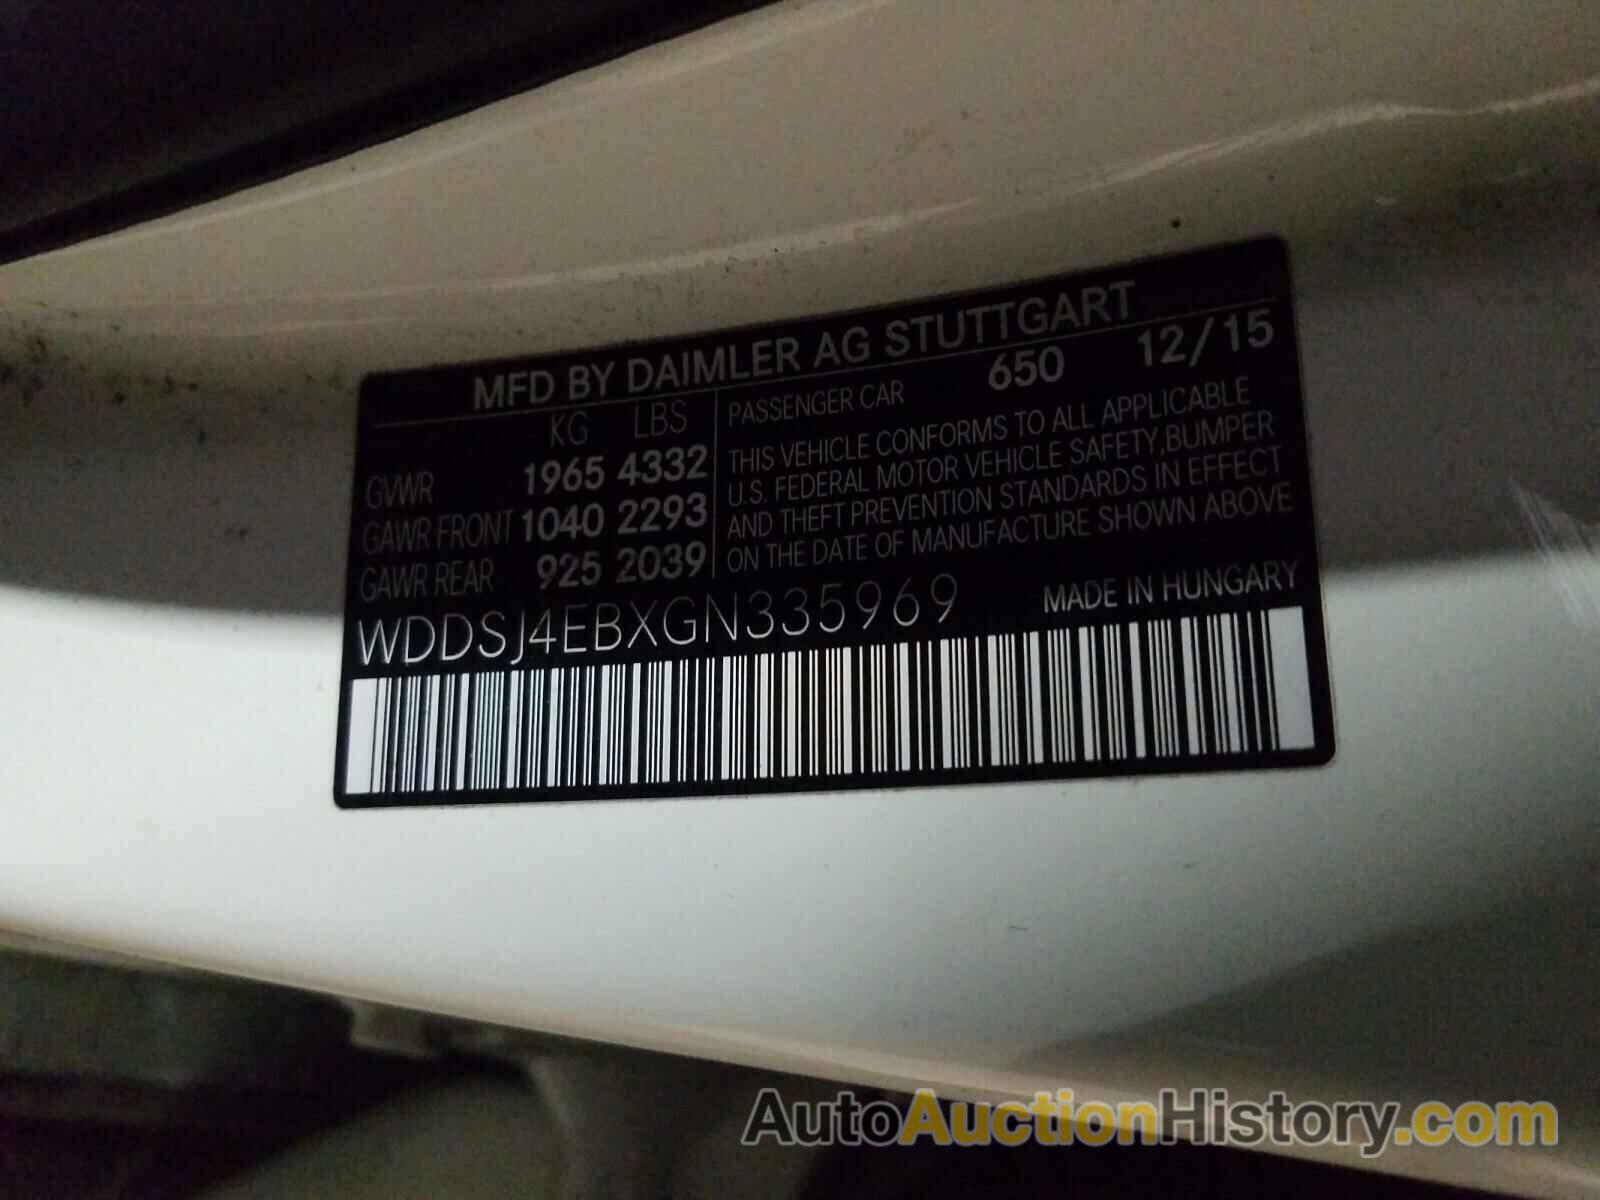 MFD BY DAIMLER AG STUTTGART
KG LBS
GVWR 1965 4332
GAWR FRONT 1040 2293
GAWR REAR 925 2039
PASSENGER CAR 650 12/15
THIS VEHICLE CONFORMS TO ALL APPLICABLE
U.S. FEDERAL MOTOR VEHICLE SAFETY,BUMPER
AND THEFT PREVENTION STANDARDS IN EFFECT
ON THE DATE OF MANUFACTURE SHOWN ABOVE
WDDSJ4EBXGN335969 MADE IN HUNGARY
AutoAuctionHistory.com